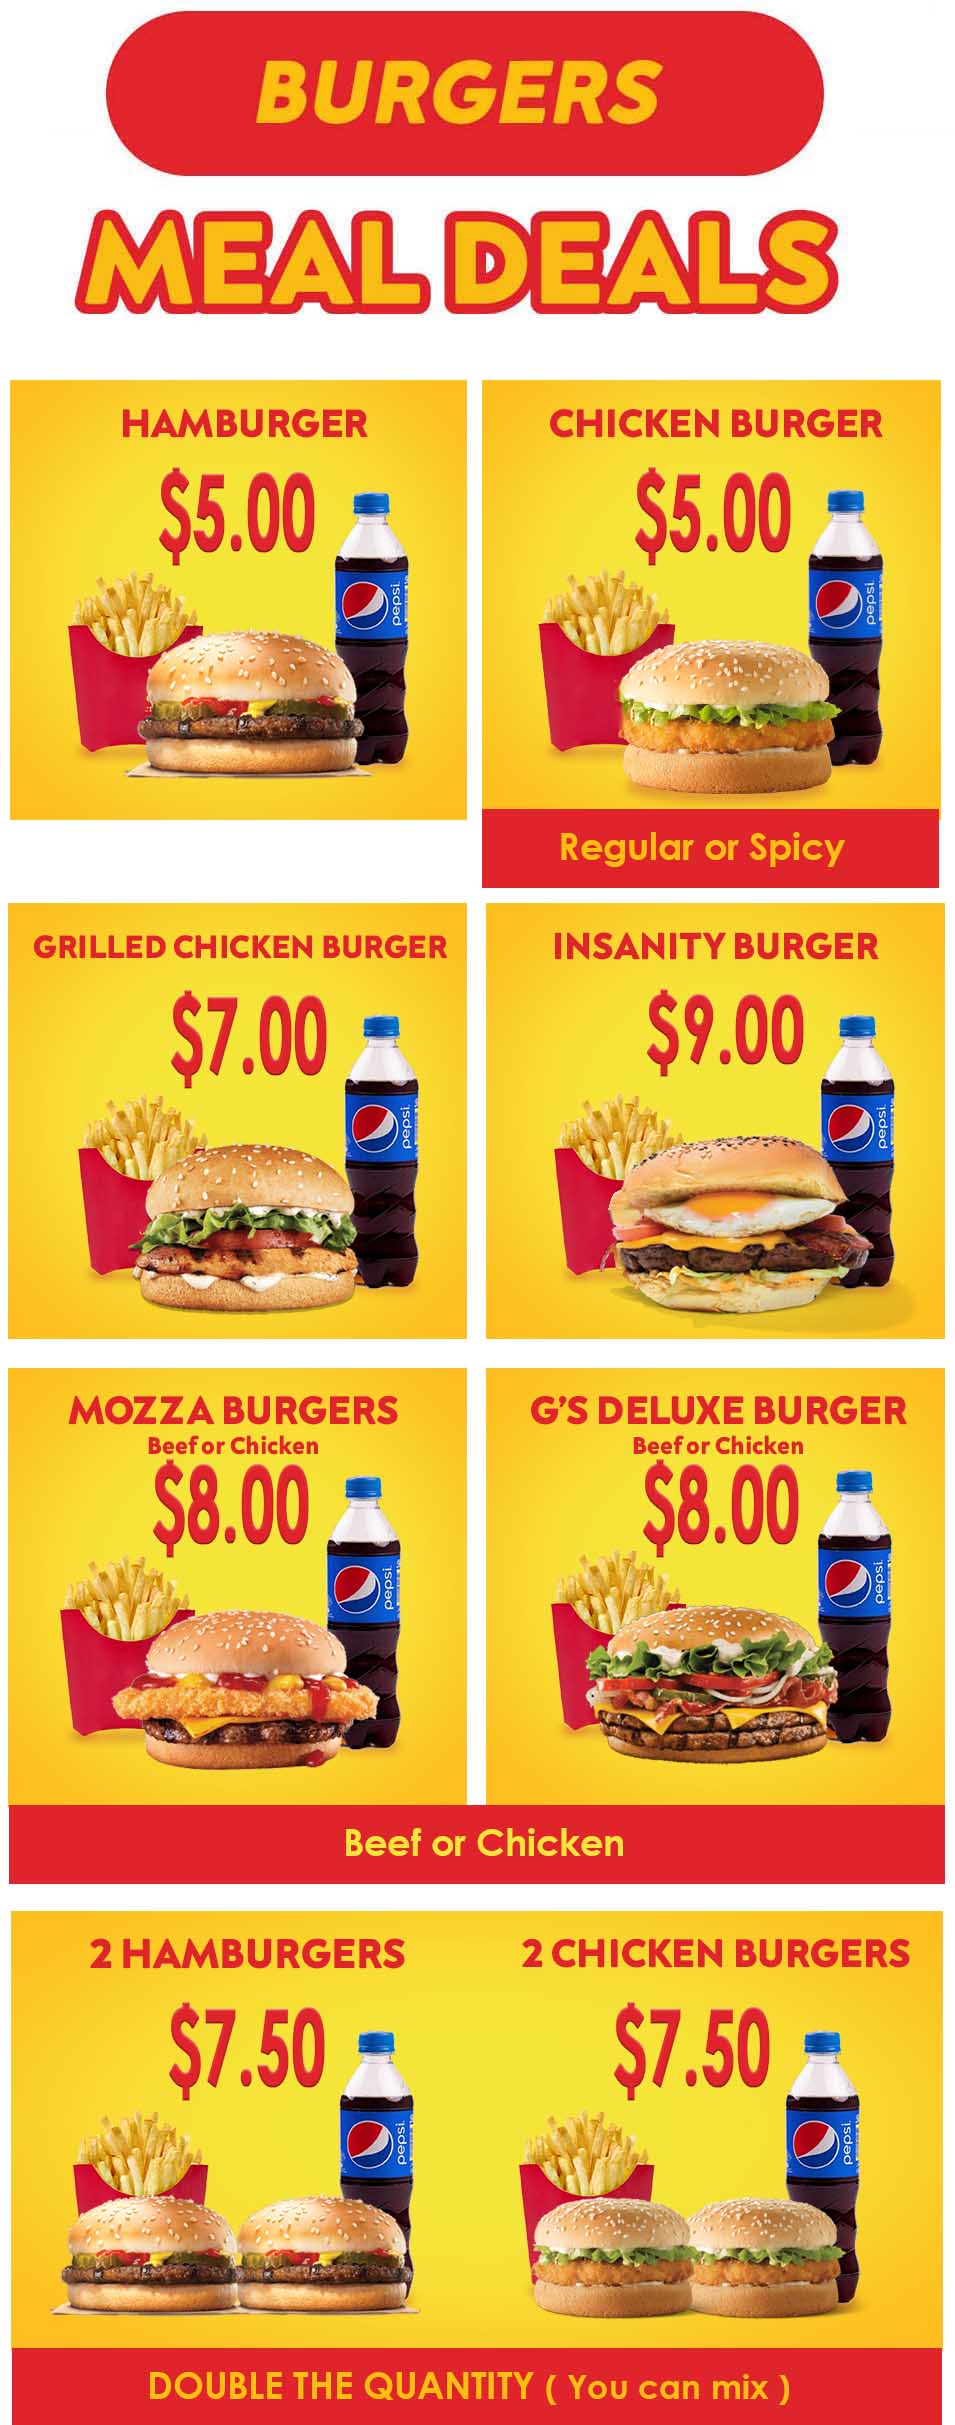 BURGERS
MEAL DEALS
HAMBURGER
$5.00
pepsi
CHICKEN BURGER
$5.00
pepsi
Regular or Spicy
GRILLED CHICKEN BURGER
$7.00
pepsi
INSANITY BURGER
$9.00
pepsi
MOZZA BURGERS
Beef or Chicken
$8.00
pepsi
G'S DELUXE BURGER
Beef or Chicken
$8.00
pepsi
Beef or Chicken
2 HAMBURGERS
$7.50
pepsi
2 CHICKEN BURGERS
$7.50
pepsi
DOUBLE THE QUANTITY ( You can mix )